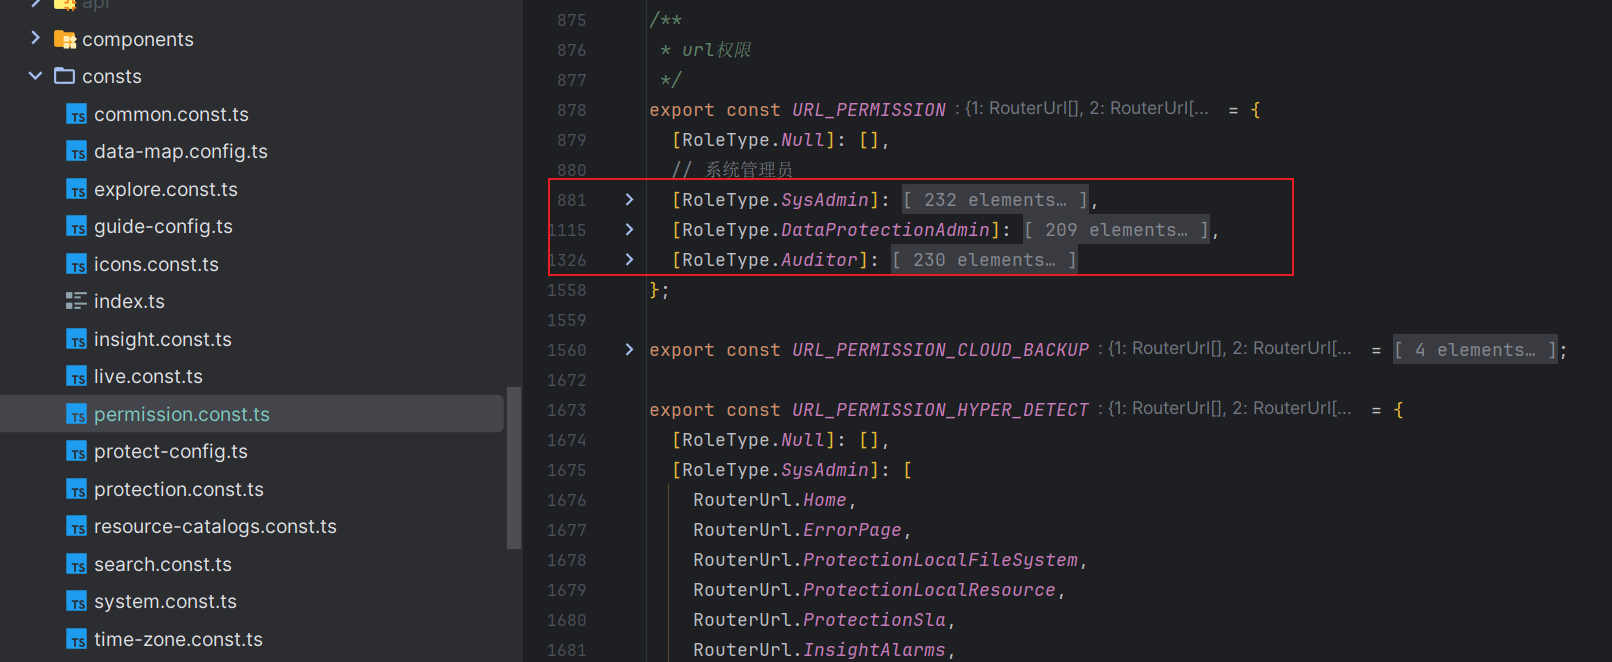 api
components
consts
common.const.ts
data-map.config.ts
explore.const.ts
guide-config.ts
icons.const.ts
index.ts
insight.const.ts
live.const.ts
permission.const.ts
protect-config.ts
protection.const.ts
resource-catalogs.const.ts
search.const.ts
system.const.ts
time-zone.const.ts
875 /**
876 * url权限
877 */
878 export const URL_PERMISSION : {1: RouterUrl[], 2: RouterUrl[... = {
879 [RoleType.Null]: [],
880 // 系统管理员
881 [RoleType.SysAdmin]: [ 232 elements… ],
1115 [RoleType.DataProtectionAdmin]: [ 209 elements… ],
1326 [RoleType.Auditor]: [ 230 elements… ]
1558 };
1559
1560 export const URL_PERMISSION_CLOUD_BACKUP : {1: RouterUrl[], 2: RouterUrl[... = [ 4 elements… ];
1672
1673 export const URL_PERMISSION_HYPER_DETECT : {1: RouterUrl[], 2: RouterUrl[... = {
1674 [RoleType.Null]: [],
1675 [RoleType.SysAdmin]: [
1676 RouterUrl.Home,
1677 RouterUrl.ErrorPage,
1678 RouterUrl.ProtectionLocalFileSystem,
1679 RouterUrl.ProtectionLocalResource,
1680 RouterUrl.ProtectionSla,
1681 RouterUrl.InsightAlarms,